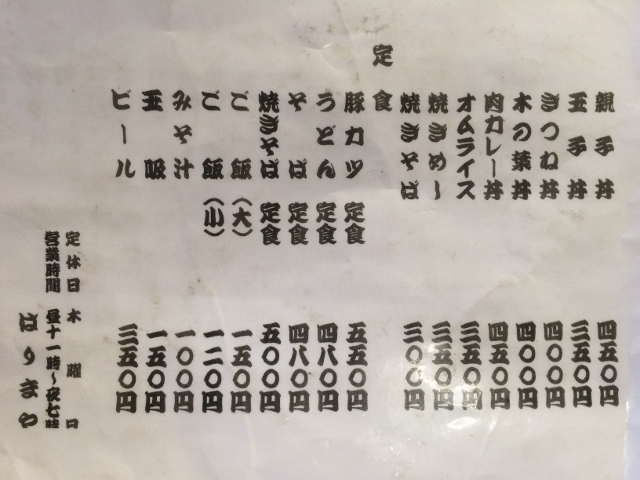 親子丼 四五〇円
玉子丼 三五〇円
きつね丼 四〇〇円
木の葉丼 四〇〇円
肉カレー丼 四五〇円
オムライス 三五〇円
焼きめし 三五〇円
焼きそば 三〇〇円
定食
豚カツ定食 五五〇円
うどん定食 四八〇円
そば定食 四八〇円
焼きそば定食 五〇〇円
ご飯(大) 一五〇円
ご飯(小) 一二〇円
みそ汁 一〇〇円
玉吸 一五〇円
ビール 三五〇円
定休日 木曜日
営業時間 昼十一時〜夜七時
はりまや